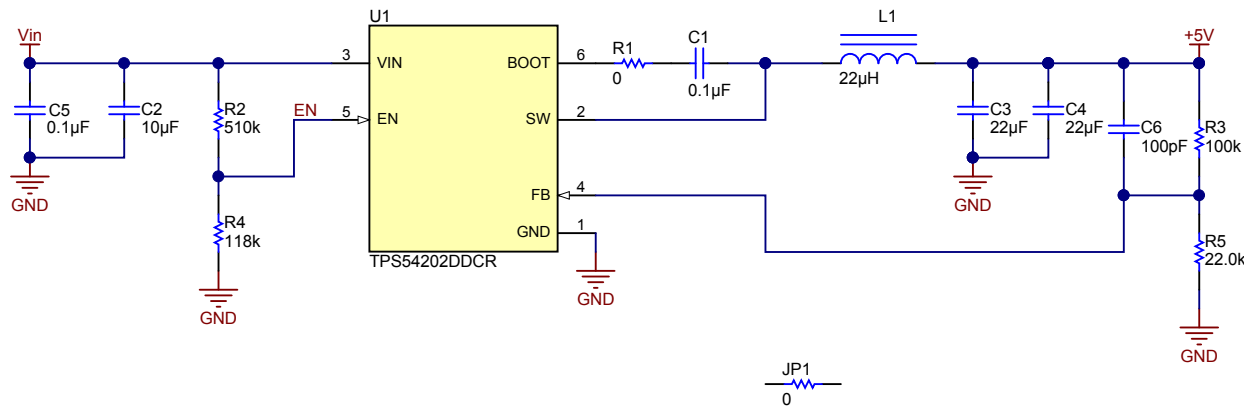 Vin
C5
0.1µF
GND
C2
10µF
R2
510k
R4
118k
GND
EN
U1
3
VIN
5
EN
BOOT
6
SW
2
FB
4
GND
1
TPS54202DDCR
GND
R1
0
C1
0.1µF
L1
22µH
C3
22µF
C4
22µF
GND
C6
100pF
+5V
R3
100k
R5
22.0k
GND
JP1
0